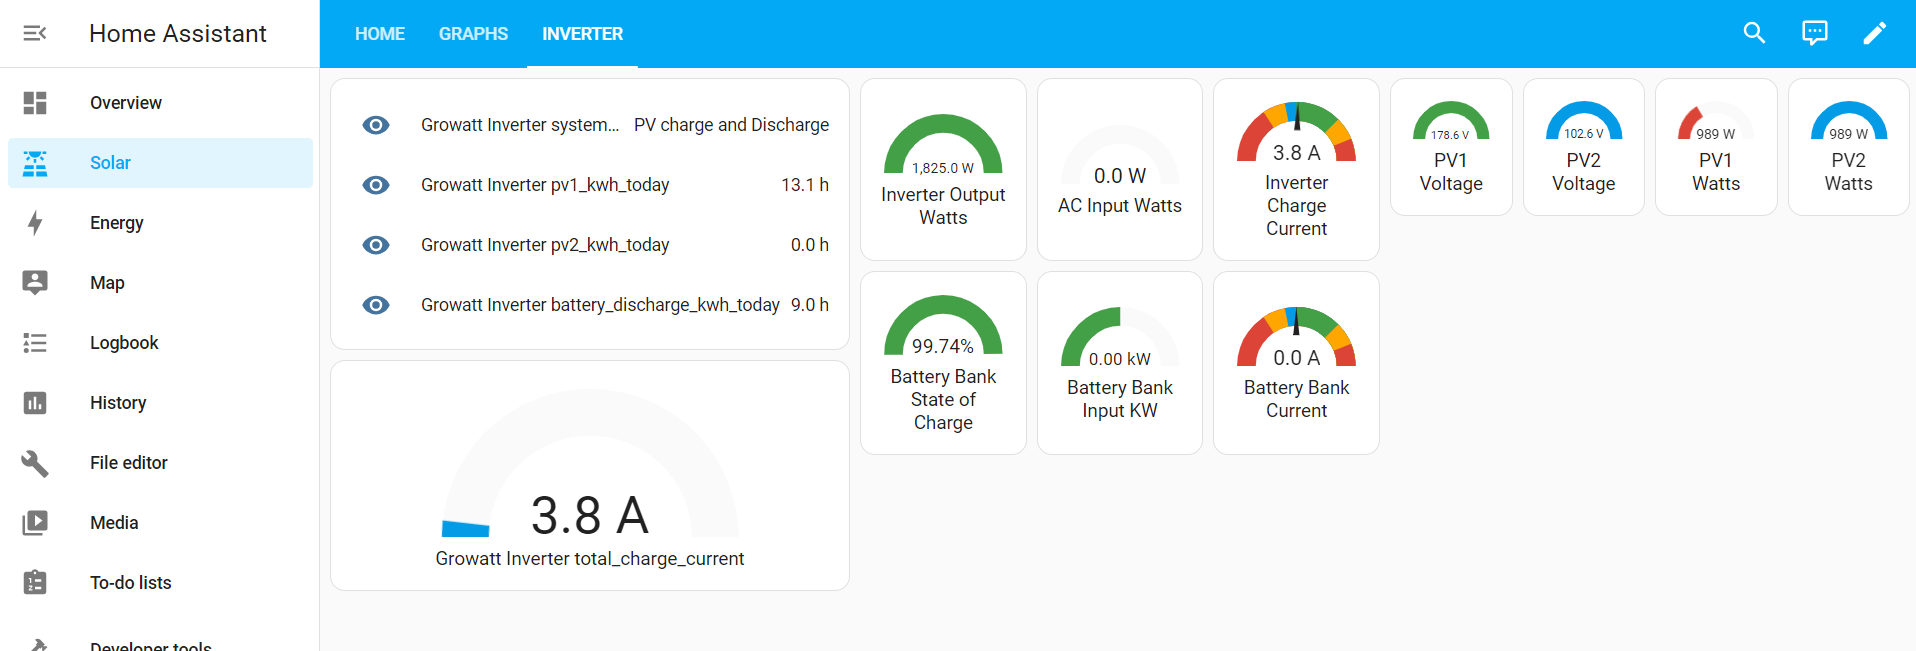 Home Assistant
HOME GRAPHS INVERTER
Overview
Solar
Energy
Map
Logbook
History
File editor
Media
To-do lists
Developer tools
Growatt Inverter system... PV charge and Discharge
Growatt Inverter pv1_kwh_today 13.1 h
Growatt Inverter pv2_kwh_today 0.0 h
Growatt Inverter battery_discharge_kwh_today 9.0 h
3.8 A
Growatt Inverter total_charge_current
1,825.0 W
Inverter Output
Watts
0.0 W
AC Input Watts
3.8 A
Inverter
Charge
Current
99.74%
Battery Bank
State of
Charge
0.00 kW
Battery Bank
Input KW
0.0 A
Battery Bank
Current
178.6 V
PV1
Voltage
102.6 V
PV2
Voltage
989 W
PV1
Watts
989 W
PV2
Watts